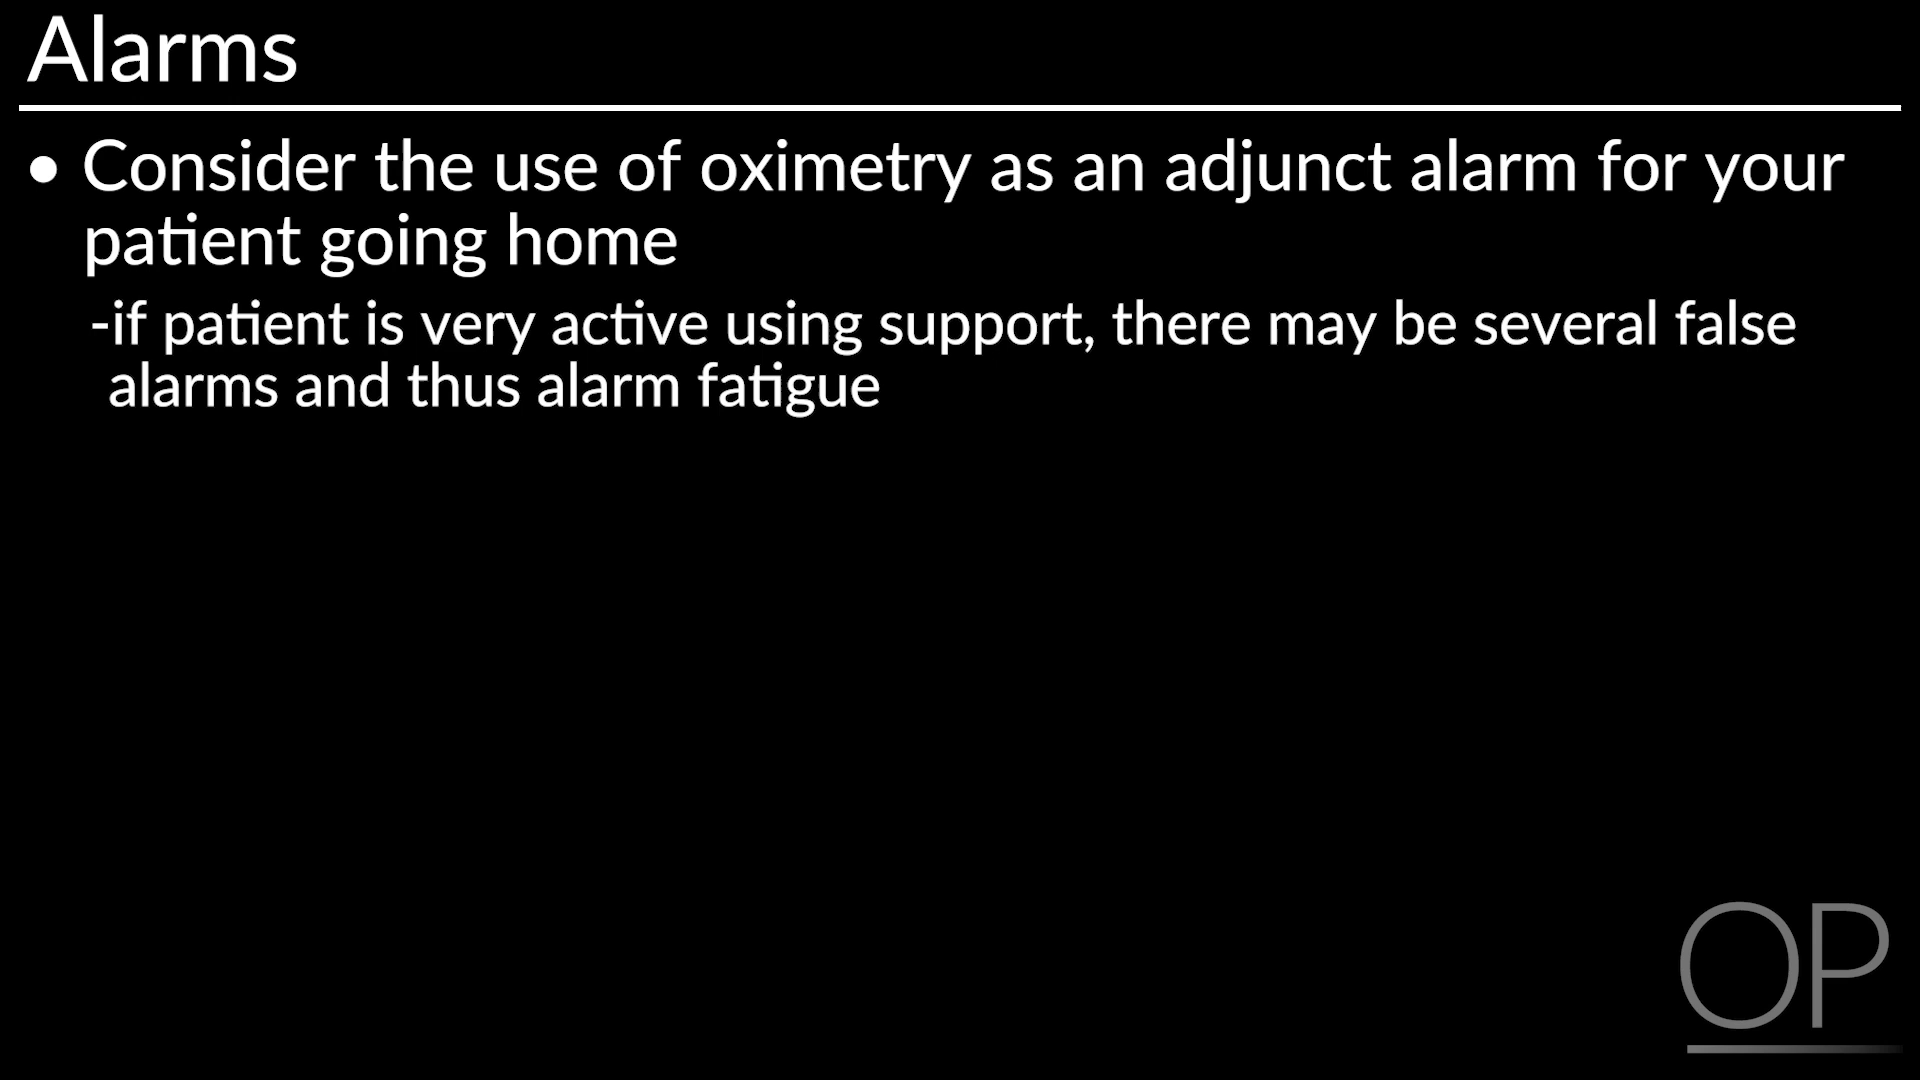 Alarms
• Consider the use of oximetry as an adjunct alarm for your
patient going home
-if patient is very active using support, there may be several false
alarms and thus alarm fatigue
OP